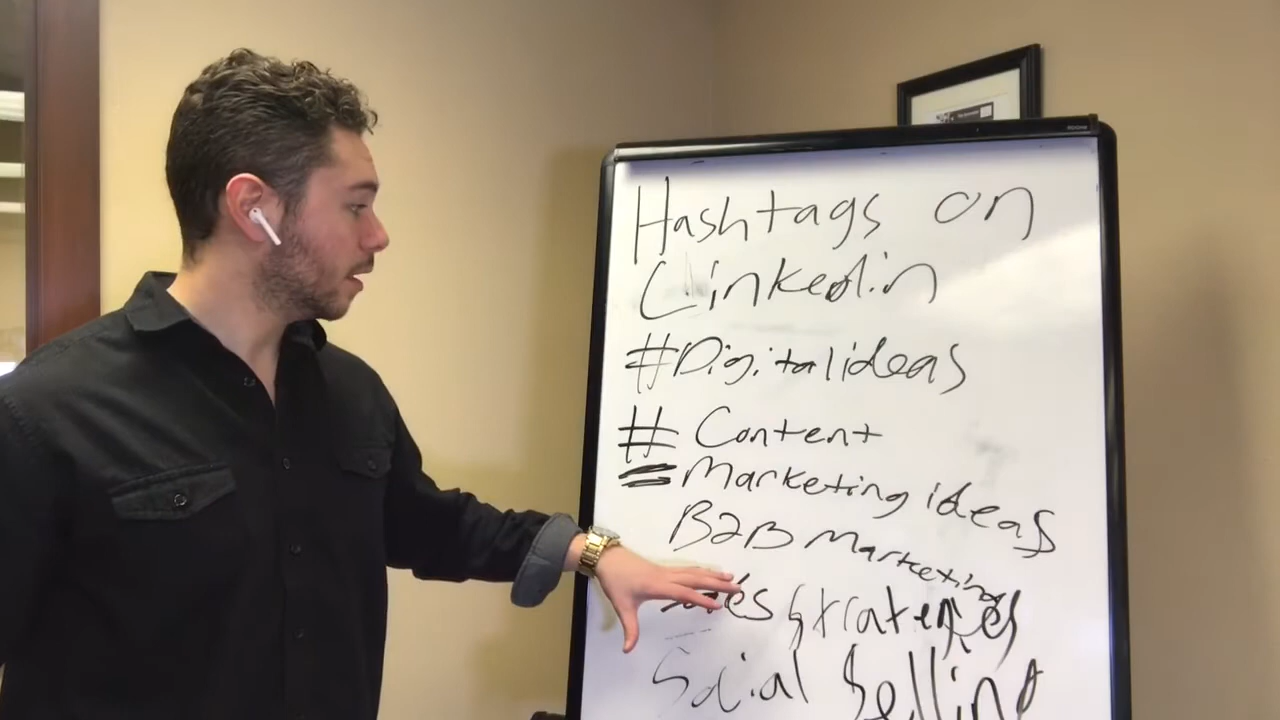 Hashtags on
Linkedin
#Digitalideas
# Content
Marketing ideas
B2B Marketing
Strategies
Social Selling